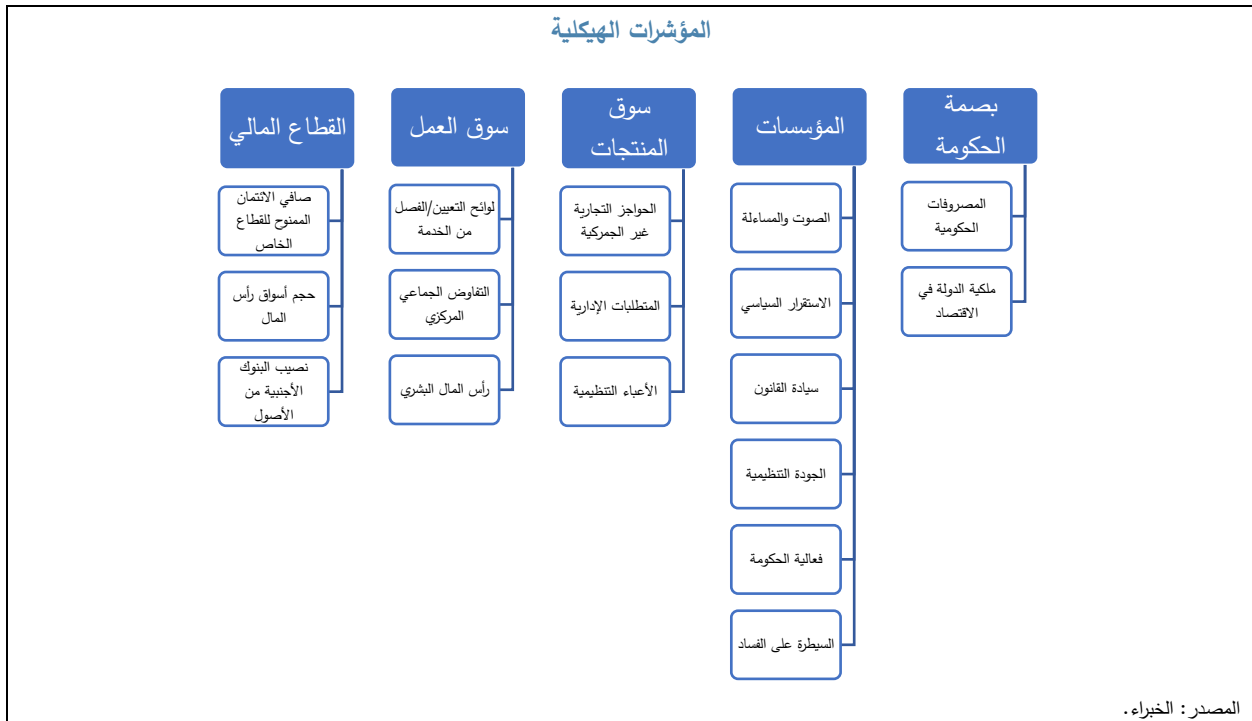 المؤشرات الهيكلية
بصمة
الحكومة
المصروفات
الحكومية
ملكية الدولة في
الاقتصاد
المؤسسات
الصوت والمساءلة
الاستقرار السياسي
سيادة القانون
الجودة التنظيمية
فعالية الحكومة
السيطرة على الفساد
سوق
المنتجات
الحواجز التجارية
غير الجمركية
المتطلبات الإدارية
الأعباء التنظيمية
سوق العمل
لوائح التعيين/الفصل
من الخدمة
التفاوض الجماعي
المركزي
رأس المال البشري
القطاع المالي
صافي الائتمان
الممنوح للقطاع
الخاص
حجم أسواق رأس
المال
نصيب البنوك
الأجنبية من
الأصول
المصدر: الخبراء.